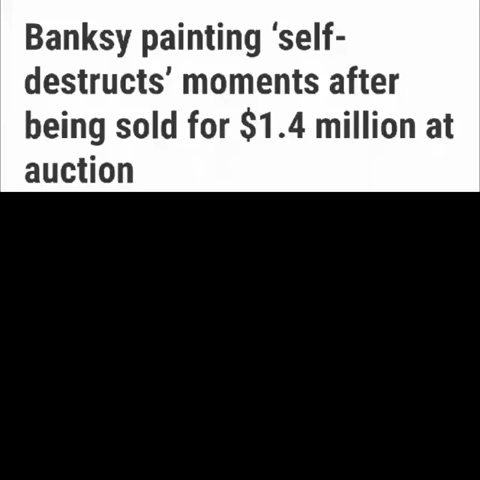 Banksy painting ‘self-
destructs’ moments after
being sold for $1.4 million at
auction